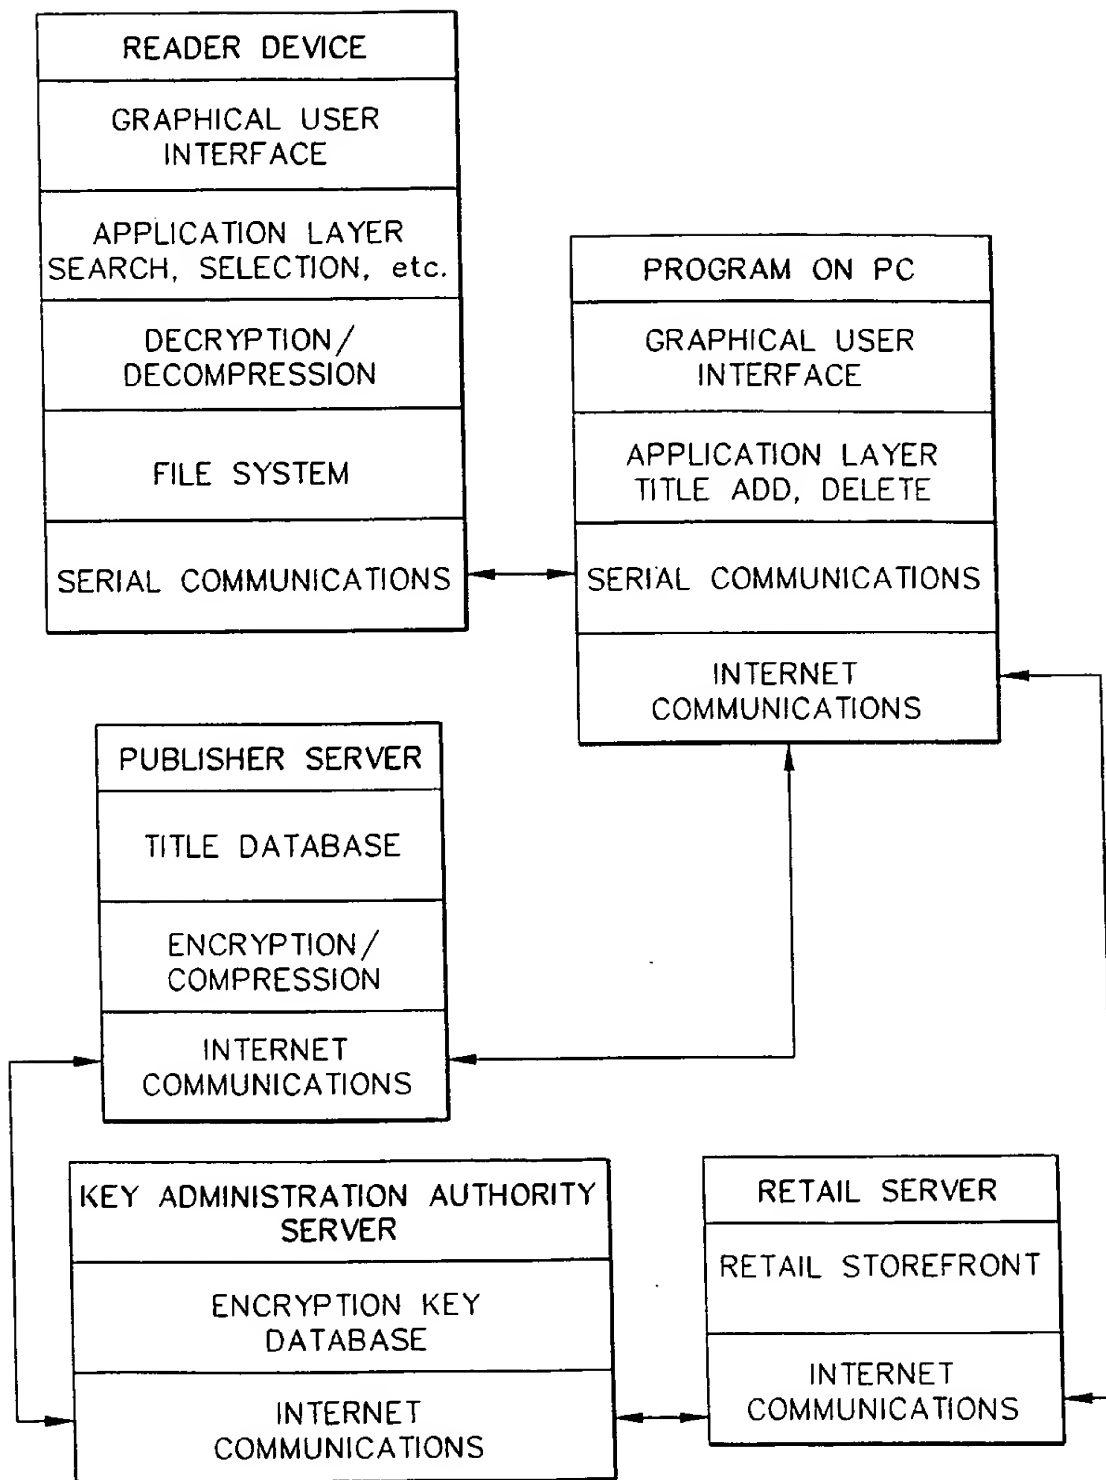 READER DEVICE
GRAPHICAL USER
INTERFACE
APPLICATION LAYER
SEARCH, SELECTION, etc.
DECRYPTION/
DECOMPRESSION
FILE SYSTEM
SERIAL COMMUNICATIONS
PROGRAM ON PC
GRAPHICAL USER
INTERFACE
APPLICATION LAYER
TITLE ADD, DELETE
SERIAL COMMUNICATIONS
INTERNET
COMMUNICATIONS
PUBLISHER SERVER
TITLE DATABASE
ENCRYPTION/
COMPRESSION
INTERNET
COMMUNICATIONS
KEY ADMINISTRATION AUTHORITY
SERVER
ENCRYPTION KEY
DATABASE
INTERNET
COMMUNICATIONS
RETAIL SERVER
RETAIL STOREFRONT
INTERNET
COMMUNICATIONS